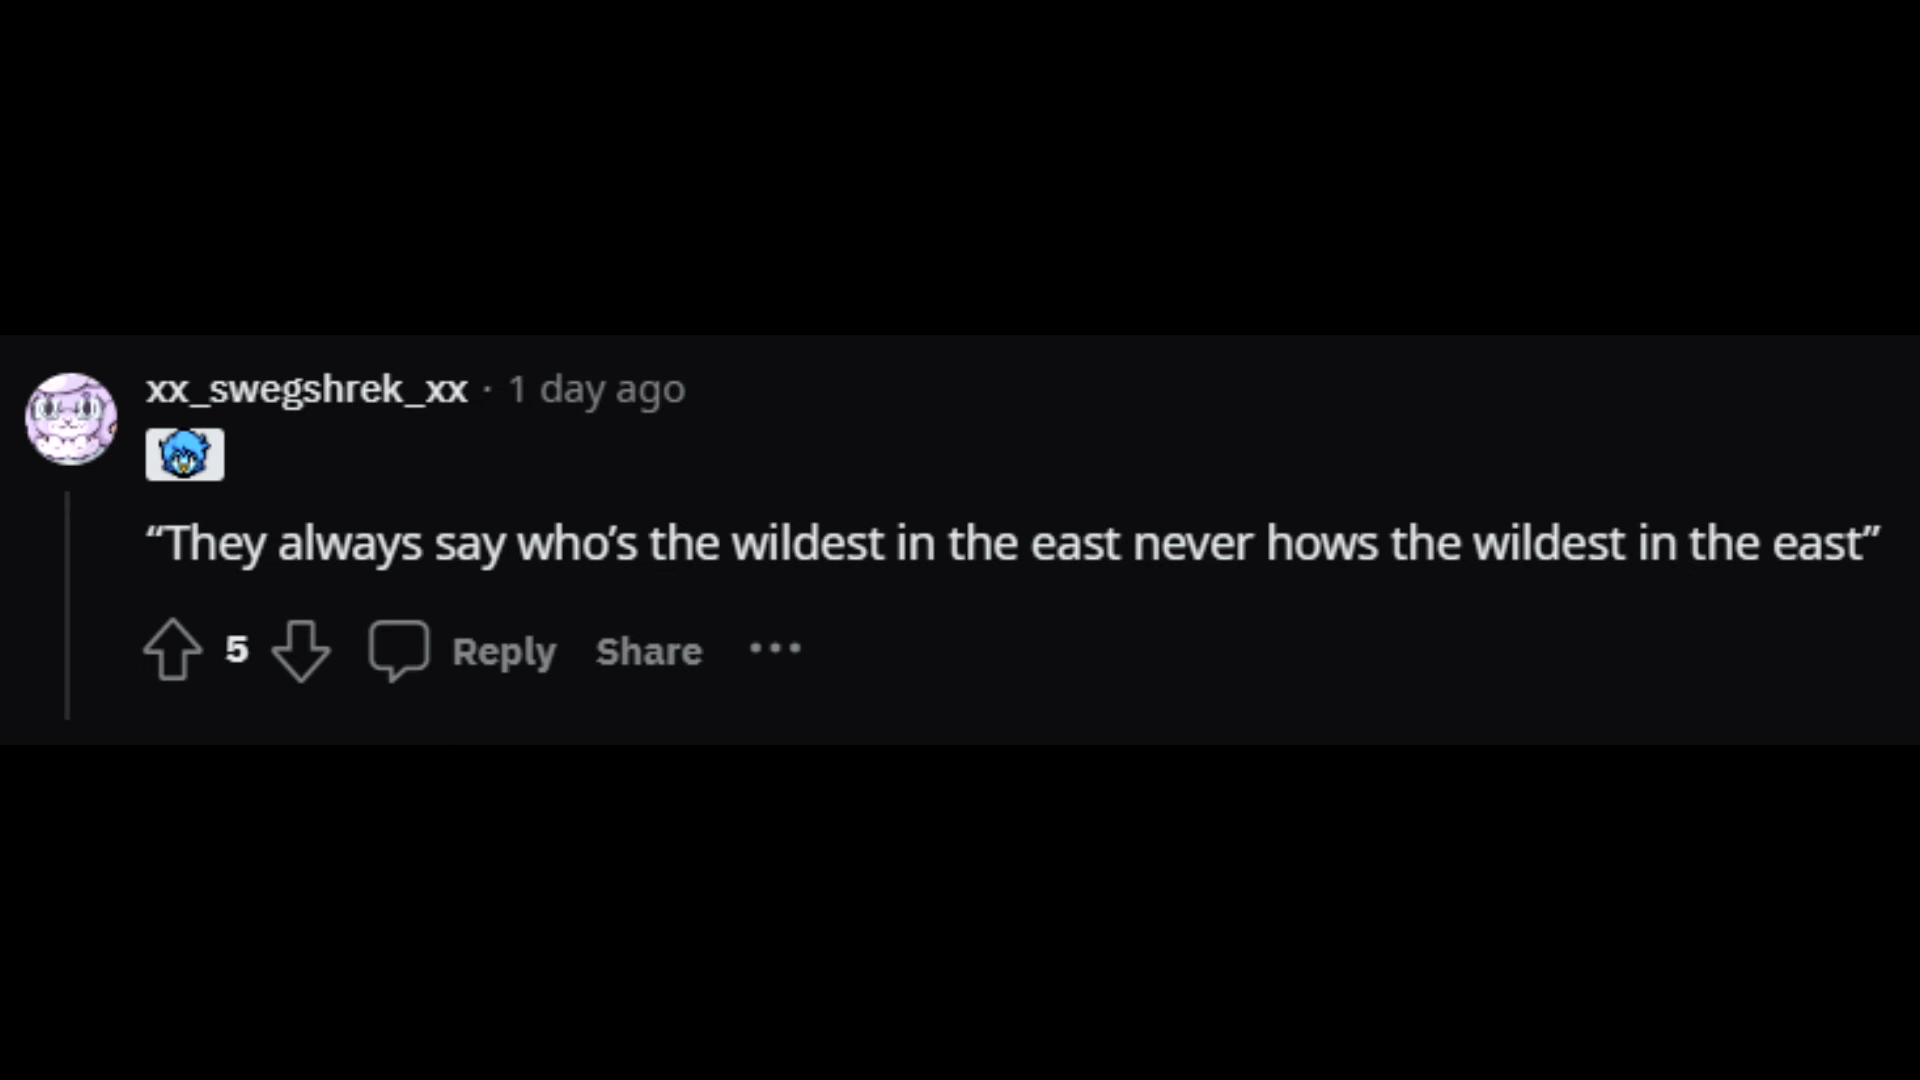 xx_swegshrek_xx · 1 day ago
“They always say who’s the wildest in the east never hows the wildest in the east”
5 Reply Share ···